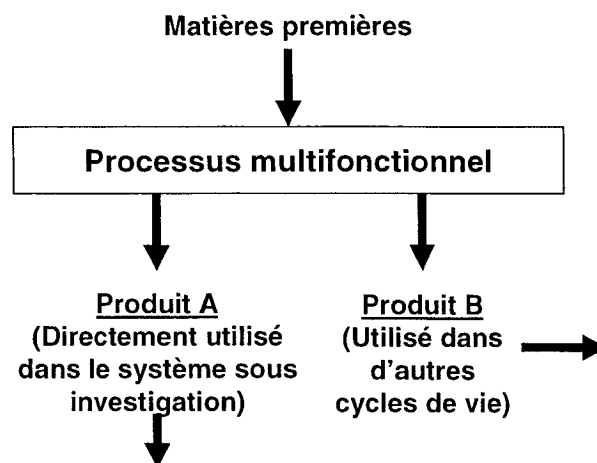 Matières premières
Processus multifonctionnel
Produit A
(Directement utilisé
dans le système sous
investigation)
Produit B
(Utilisé dans
d'autres
cycles de vie)